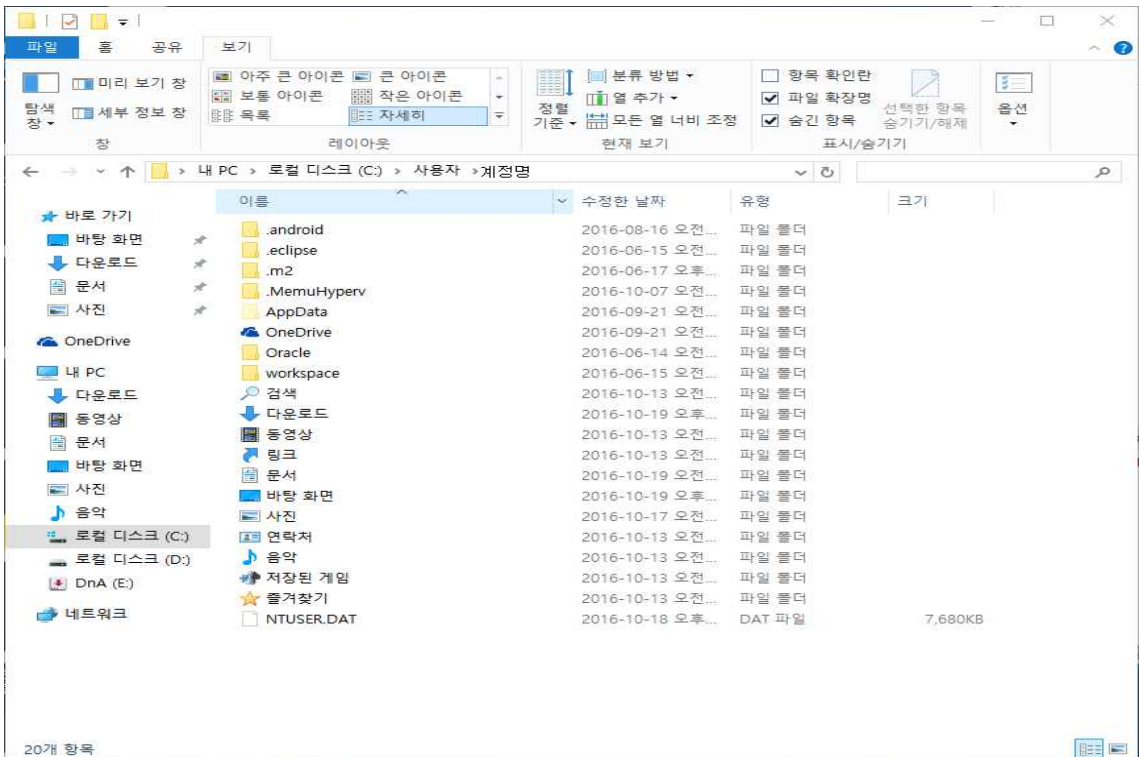 파일 홈 공유 보기
탐색 창
미리 보기 창
세부 정보 창
창
아주 큰 아이콘 큰 아이콘
보통 아이콘 작은 아이콘
목록 자세히
레이아웃
정렬 기준
분류 방법
열 추가
모든 열 너비 조정
현재 보기
항목 확인란
파일 확장명
숨긴 항목
선택한 항목 숨기기/해제
표시/숨기기
옵션
내 PC > 로컬 디스크 (C:) > 사용자 >계정명
바로 가기
바탕 화면
다운로드
문서
사진
OneDrive
내 PC
다운로드
동영상
문서
바탕 화면
사진
음악
로컬 디스크 (C:)
로컬 디스크 (D:)
DnA (E:)
네트워크
이름 수정한 날짜 유형 크기
.android 2016-08-16 오전... 파일 폴더
.eclipse 2016-06-15 오전... 파일 폴더
.m2 2016-06-17 오후... 파일 폴더
.MemuHyperv 2016-10-07 오전... 파일 폴더
AppData 2016-09-21 오전... 파일 폴더
OneDrive 2016-09-21 오전... 파일 폴더
Oracle 2016-06-14 오전... 파일 폴더
workspace 2016-06-15 오전... 파일 폴더
검색 2016-10-13 오전... 파일 폴더
다운로드 2016-10-19 오후... 파일 폴더
동영상 2016-10-13 오전... 파일 폴더
링크 2016-10-13 오전... 파일 폴더
문서 2016-10-19 오전... 파일 폴더
바탕 화면 2016-10-19 오후... 파일 폴더
사진 2016-10-17 오전... 파일 폴더
연락처 2016-10-13 오전... 파일 폴더
음악 2016-10-13 오전... 파일 폴더
저장된 게임 2016-10-13 오전... 파일 폴더
즐겨찾기 2016-10-13 오전... 파일 폴더
NTUSER.DAT 2016-10-18 오후... DAT 파일 7,680KB
20개 항목